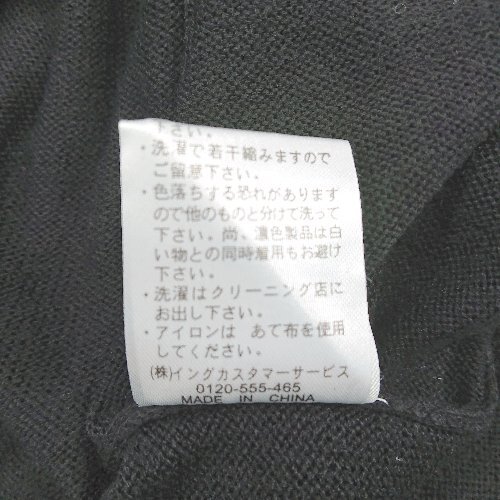 下さい。
・洗濯で若干縮みますので
ご留意下さい。
・色落ちする恐れがあります
ので他のものと分けて洗って
下さい。尚、濃色製品は白
い物との同時着用もお避け
下さい。
・洗濯はクリーニング店に
お出し下さい。
・アイロンは あて布を使用
してください。
(株)イングカスタマーサービス
0120-555-465
MADE IN CHINA